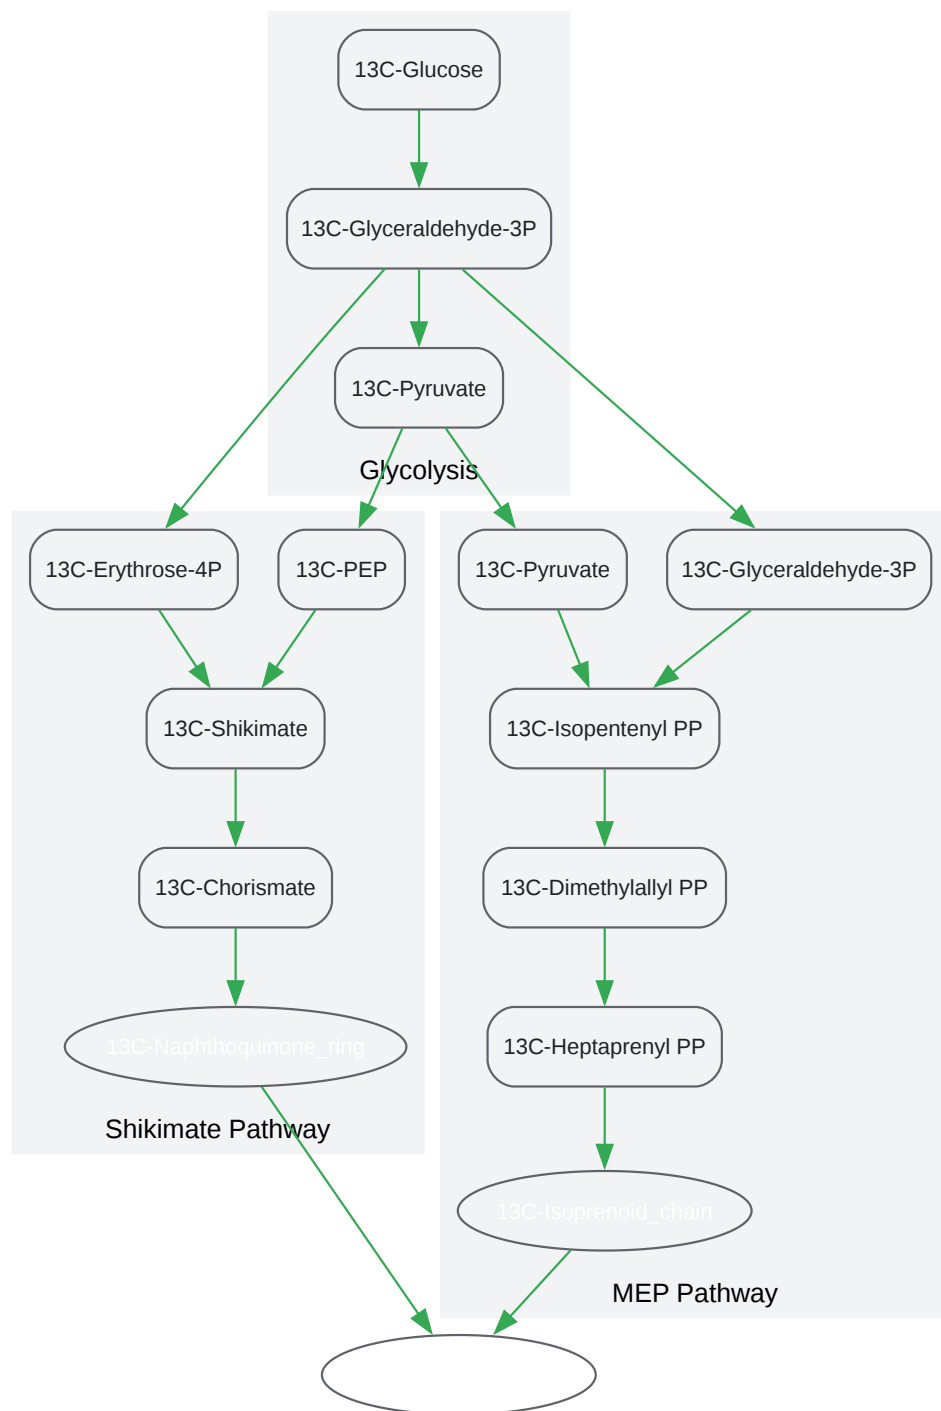 13C-Glucose
13C-Glyceraldehyde-3P
13C-Pyruvate
Glycolysis
13C-Erythrose-4P
13C-PEP
13C-Pyruvate
13C-Glyceraldehyde-3P
13C-Shikimate
13C-Isopentenyl PP
13C-Chorismate
13C-Dimethylallyl PP
13C-Naphthoquinone_ring
13C-Heptaprenyl PP
Shikimate Pathway
13C-Isoprenoid_chain
MEP Pathway